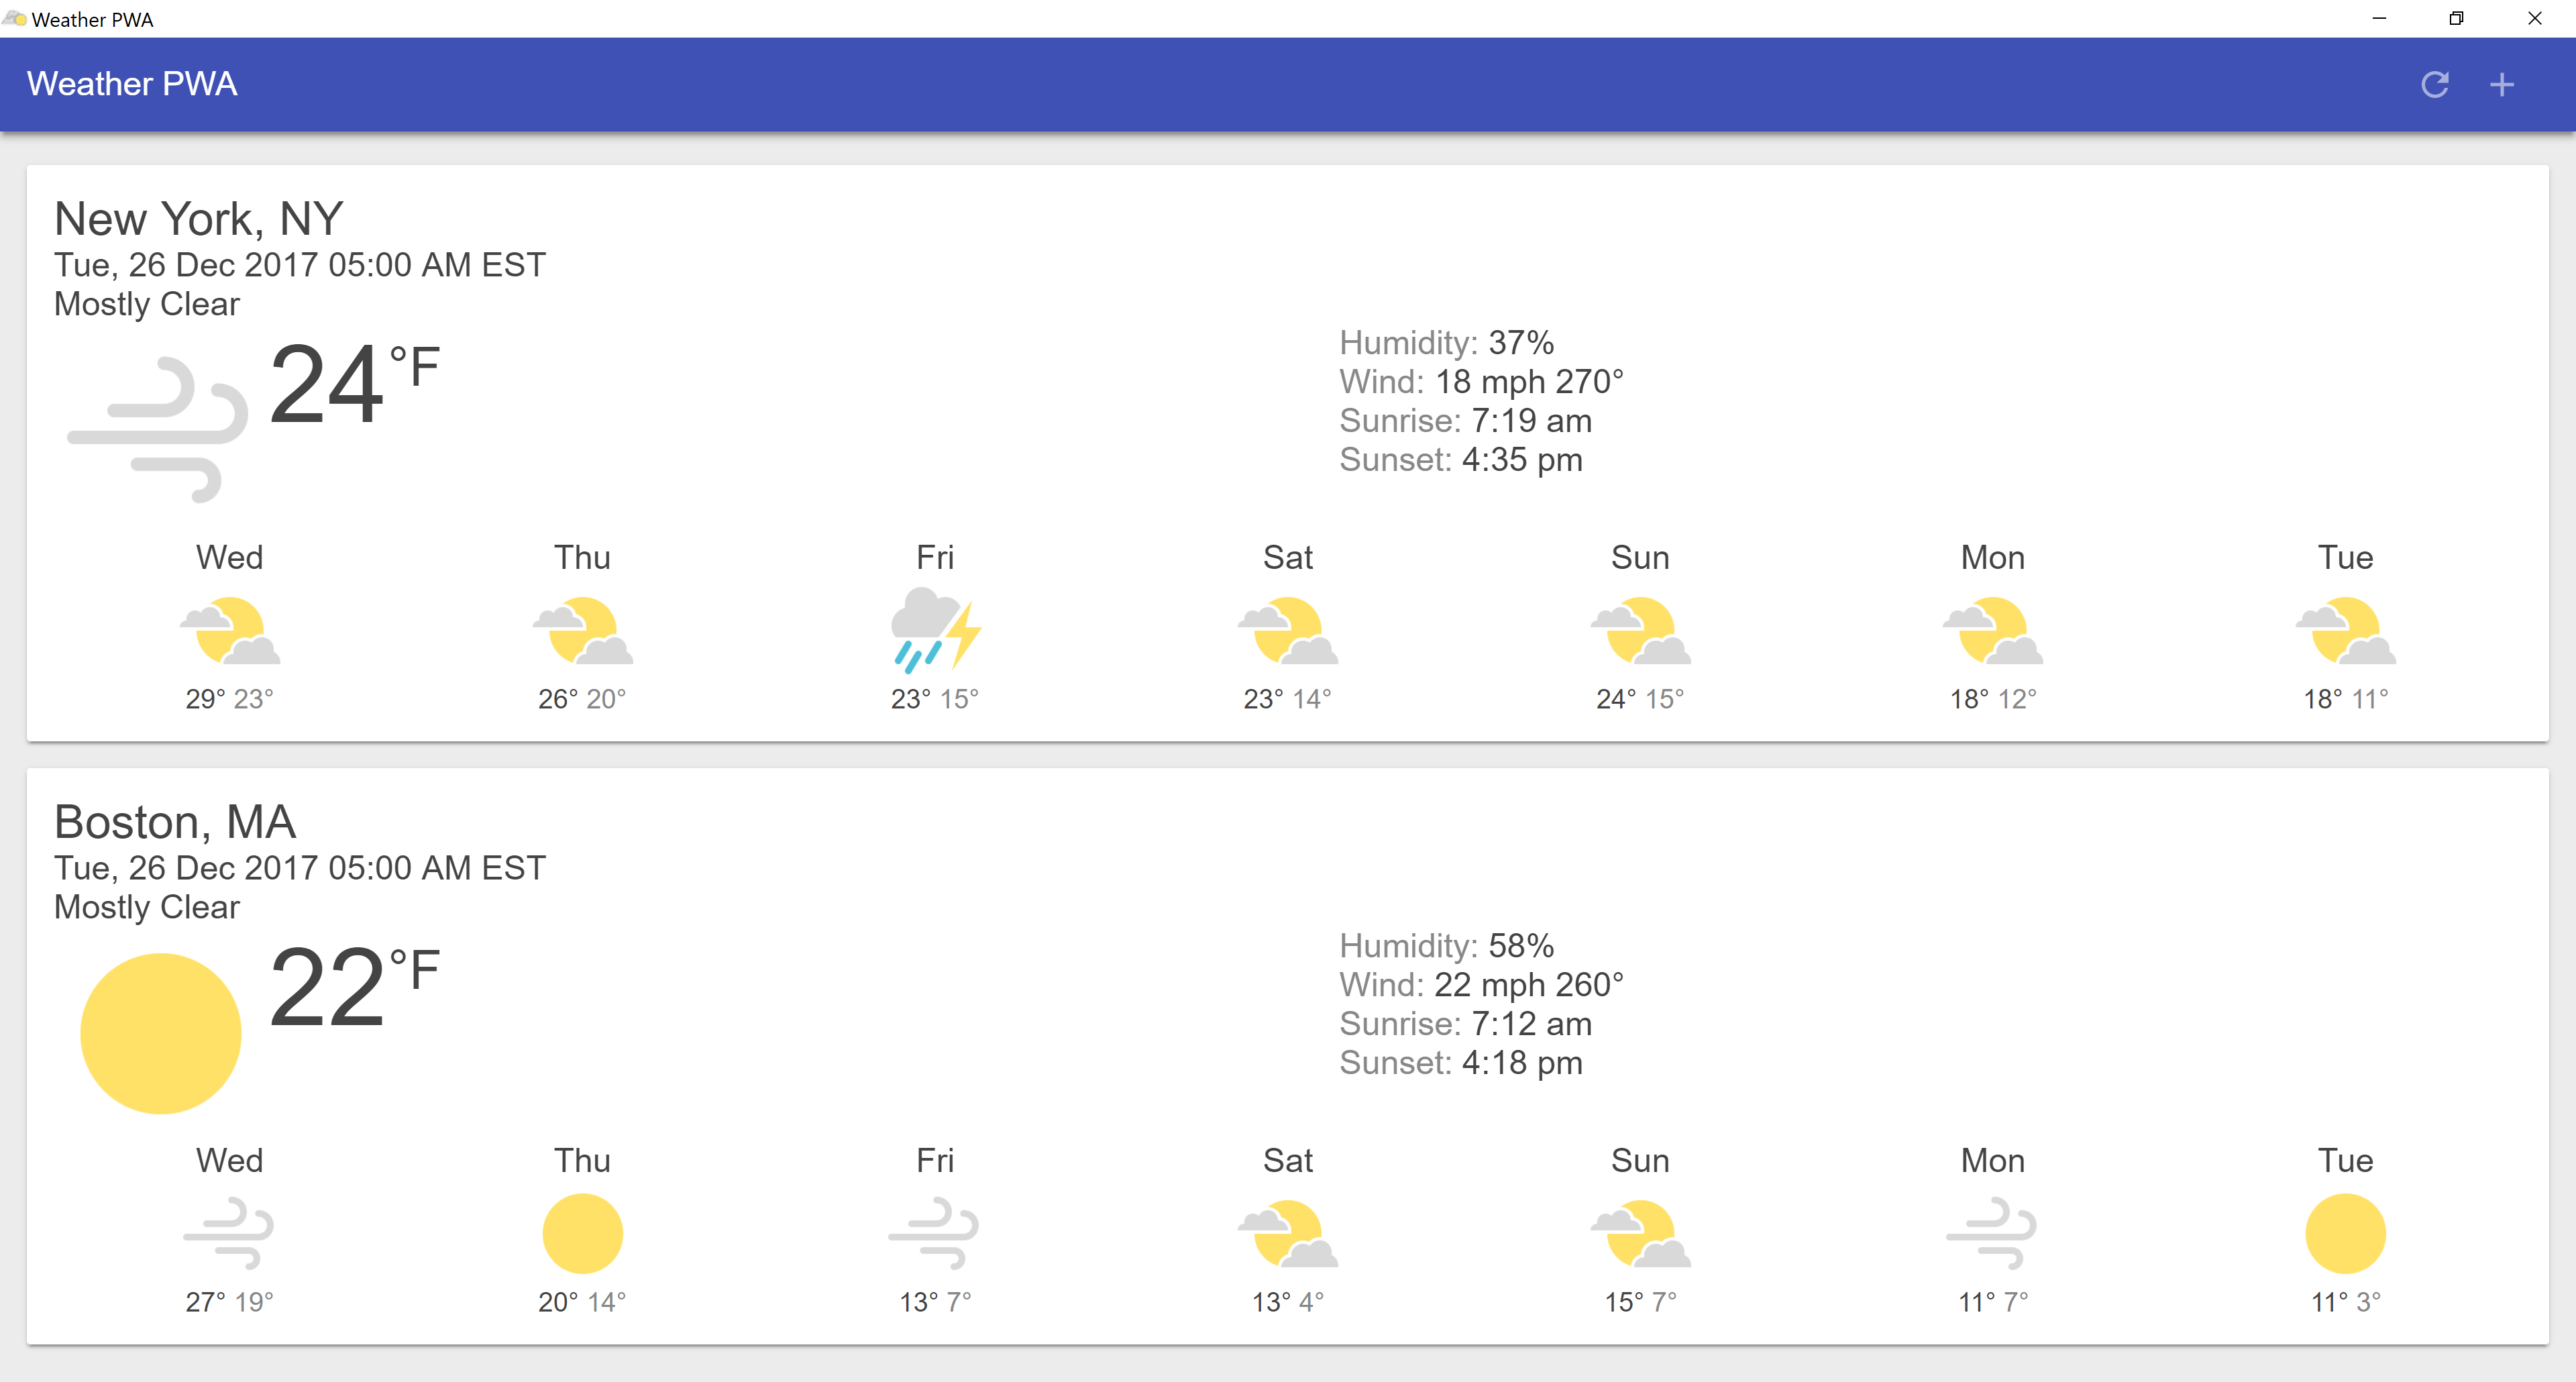 Weather PWA
Weather PWA
New York, NY
Tue, 26 Dec 2017 05:00 AM EST
Mostly Clear
24°F
Humidity: 37%
Wind: 18 mph 270°
Sunrise: 7:19 am
Sunset: 4:35 pm
Wed Thu Fri Sat Sun Mon Tue
29° 23° 26° 20° 23° 15° 23° 14° 24° 15° 18° 12° 18° 11°
Boston, MA
Tue, 26 Dec 2017 05:00 AM EST
Mostly Clear
22°F
Humidity: 58%
Wind: 22 mph 260°
Sunrise: 7:12 am
Sunset: 4:18 pm
Wed Thu Fri Sat Sun Mon Tue
27° 19° 20° 14° 13° 7° 13° 4° 15° 7° 11° 7° 11° 3°